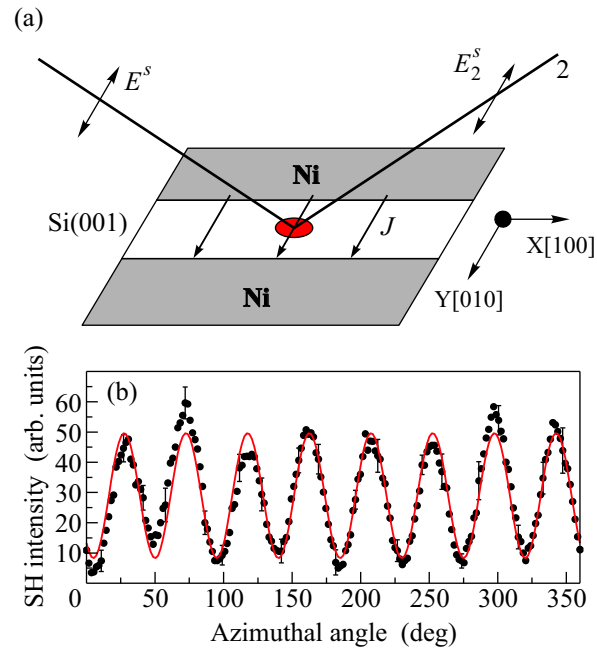 (a)
E^s
E_2^s
2
Ni
Si(001)
J
X[100]
Ni
Y[010]
(b)
SH intensity (arb. units)
60
50
40
30
20
10
0 50 100 150 200 250 300 350
Azimuthal angle (deg)